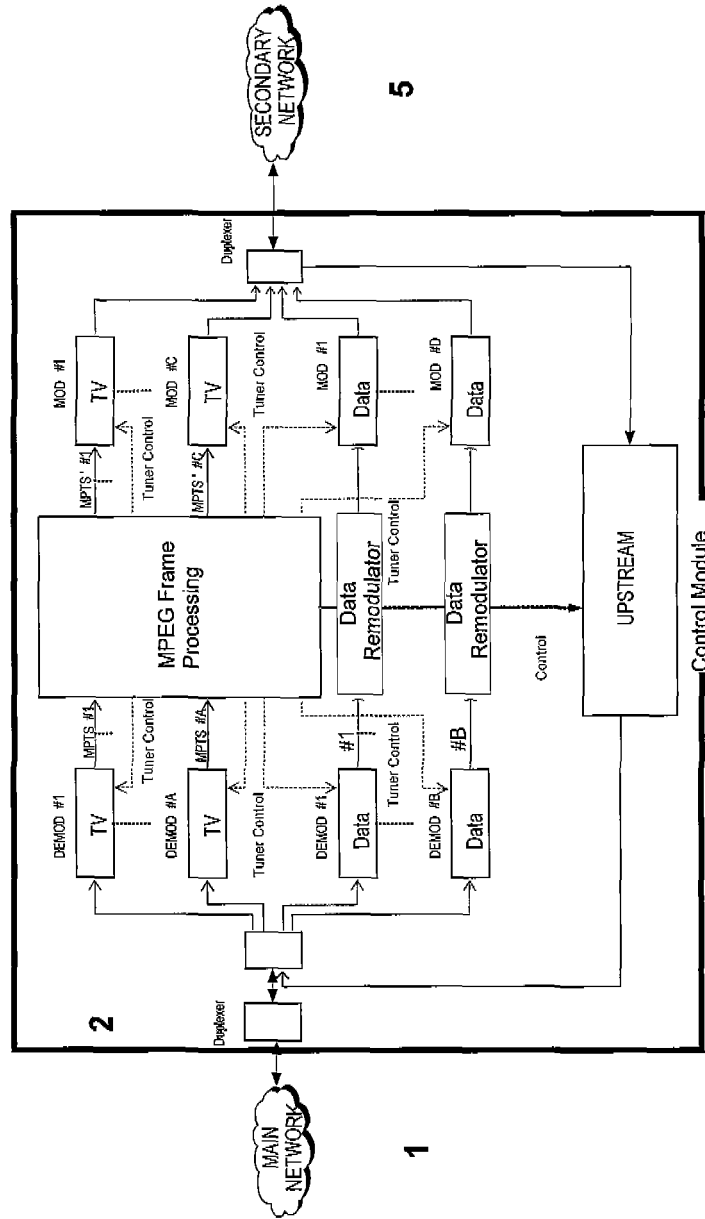 MAIN
NETWORK
1
2
Duplexer
DEMOD #1
TV
DEMOD #A
TV
DEMOD #1
Data
DEMOD #B
Data
MPTS #1
Tuner Control
MPTS #A
Tuner Control
#1
Tuner Control
#B
MPEG Frame
Processing
Data
Remodulator
Data
Remodulator
Control
MPTS' #1
Tuner Control
MPTS' #C
Tuner Control
Tuner Control
MOD #1
TV
MOD #C
TV
MOD #1
Data
MOD #D
Data
Duplexer
UPSTREAM
Control Module
SECONDARY
NETWORK
5